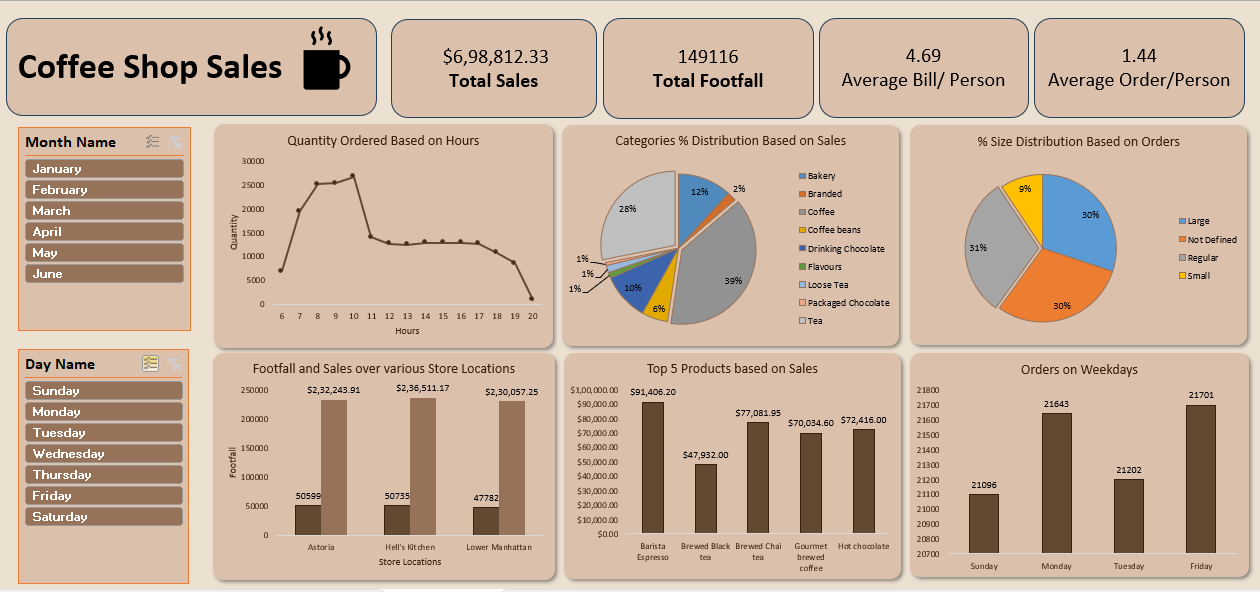 Coffee Shop Sales
$6,98,812.33
Total Sales
149116
Total Footfall
4.69
Average Bill/ Person
1.44
Average Order/Person
Month Name
January
February
March
April
May
June
Day Name
Sunday
Monday
Tuesday
Wednesday
Thursday
Friday
Saturday
Quantity Ordered Based on Hours
Quantity
30000
25000
20000
15000
10000
5000
0
6 7 8 9 10 11 12 13 14 15 16 17 18 19 20
Hours
Categories % Distribution Based on Sales
12%
2%
39%
6%
10%
1%
1%
1%
28%
Bakery
Branded
Coffee
Coffee beans
Drinking Chocolate
Flavours
Loose Tea
Packaged Chocolate
Tea
% Size Distribution Based on Orders
30%
30%
31%
9%
Large
Not Defined
Regular
Small
Footfall and Sales over various Store Locations
Footfall
250000
200000
150000
100000
50000
0
$2,32,243.91
$2,36,511.17
$2,30,057.25
50599
50735
47782
Astoria
Hell's Kitchen
Lower Manhattan
Store Locations
Top 5 Products based on Sales
$1,00,000.00
$90,000.00
$80,000.00
$70,000.00
$60,000.00
$50,000.00
$40,000.00
$30,000.00
$20,000.00
$10,000.00
$0.00
$91,406.20
$47,932.00
$77,081.95
$70,034.60
$72,416.00
Barista
Espresso
Brewed Black
tea
Brewed Chai
tea
Gourmet
brewed
coffee
Hot chocolate
Orders on Weekdays
21800
21700
21600
21500
21400
21300
21200
21100
21000
20900
20800
20700
21096
21643
21202
21701
Sunday
Monday
Tuesday
Friday